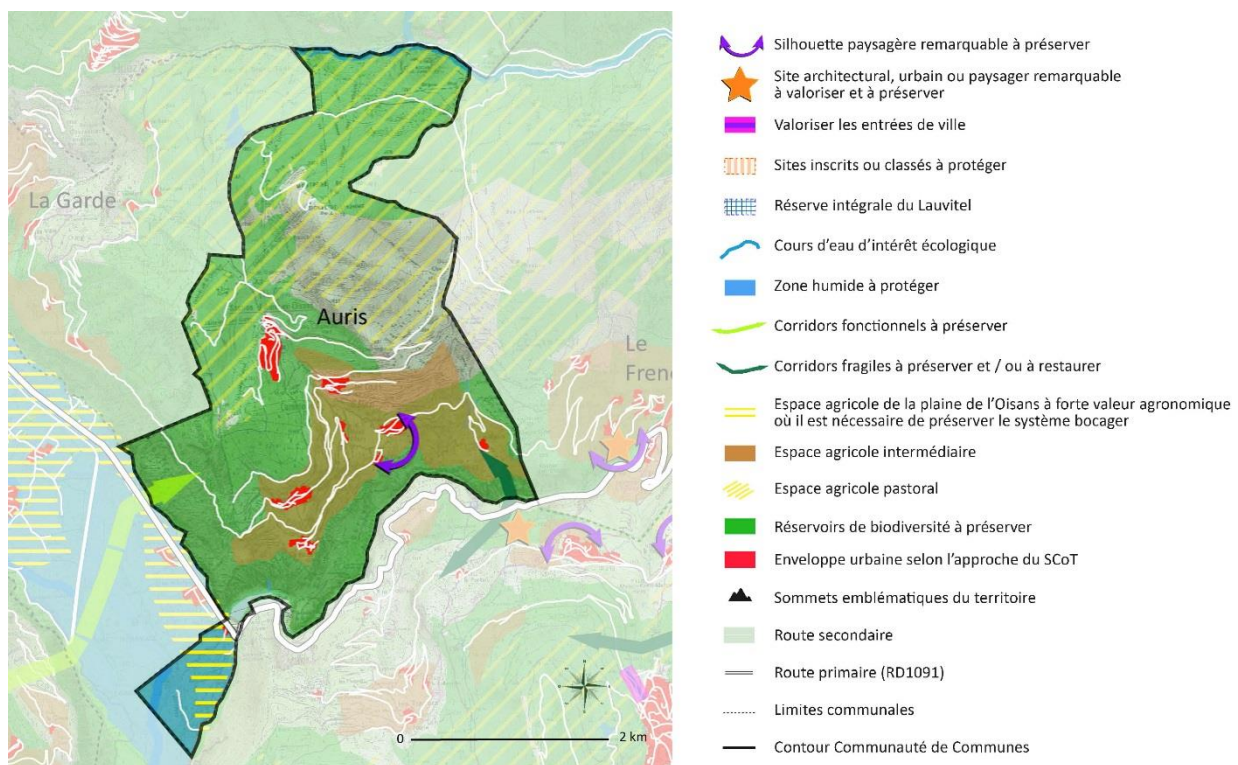 La Garde
Auris
Le
Fren
0
2 km
Silhouette paysagère remarquable à préserver
Site architectural, urbain ou paysager remarquable
à valoriser et à préserver
Valoriser les entrées de ville
Sites inscrits ou classés à protéger
Réserve intégrale du Lauvitel
Cours d'eau d'intérêt écologique
Zone humide à protéger
Corridors fonctionnels à préserver
Corridors fragiles à préserver et / ou à restaurer
Espace agricole de la plaine de l'Oisans à forte valeur agronomique
où il est nécessaire de préserver le système bocager
Espace agricole intermédiaire
Espace agricole pastoral
Réservoirs de biodiversité à préserver
Enveloppe urbaine selon l'approche du SCoT
Sommets emblématiques du territoire
Route secondaire
Route primaire (RD1091)
Limites communales
Contour Communauté de Communes